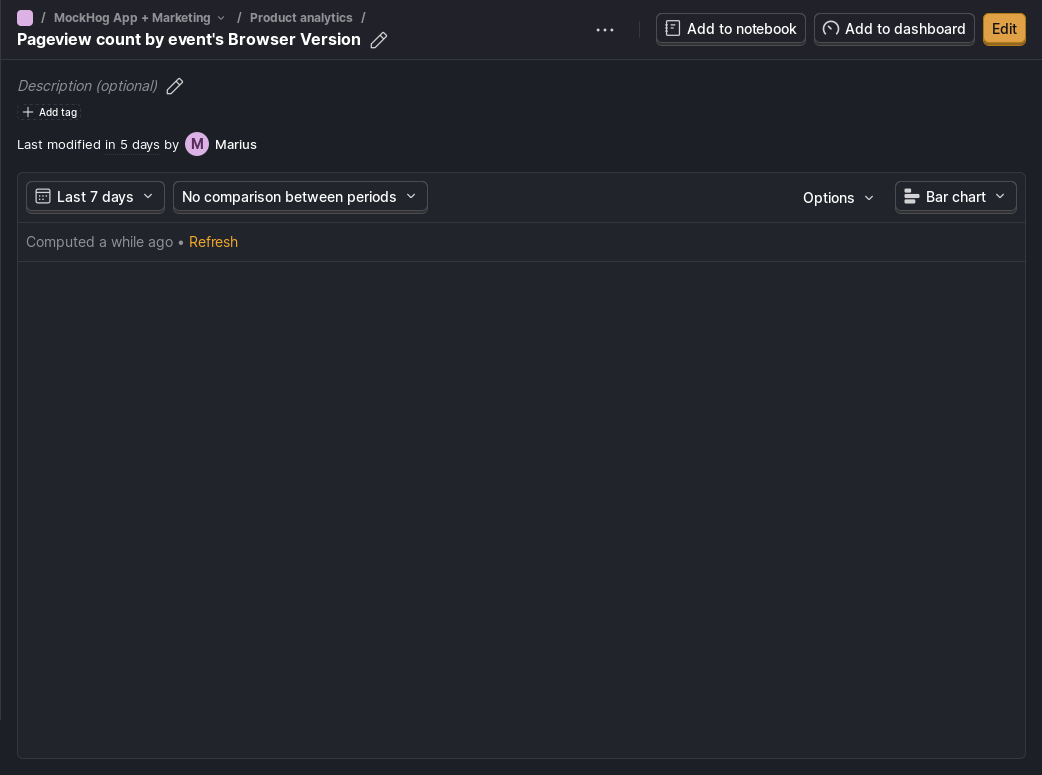 / MockHog App + Marketing / Product analytics /
Pageview count by event's Browser Version
Add to notebook
Add to dashboard
Edit
Description (optional)
Add tag
Last modified in 5 days by M Marius
Last 7 days
No comparison between periods
Options
Bar chart
Computed a while ago • Refresh